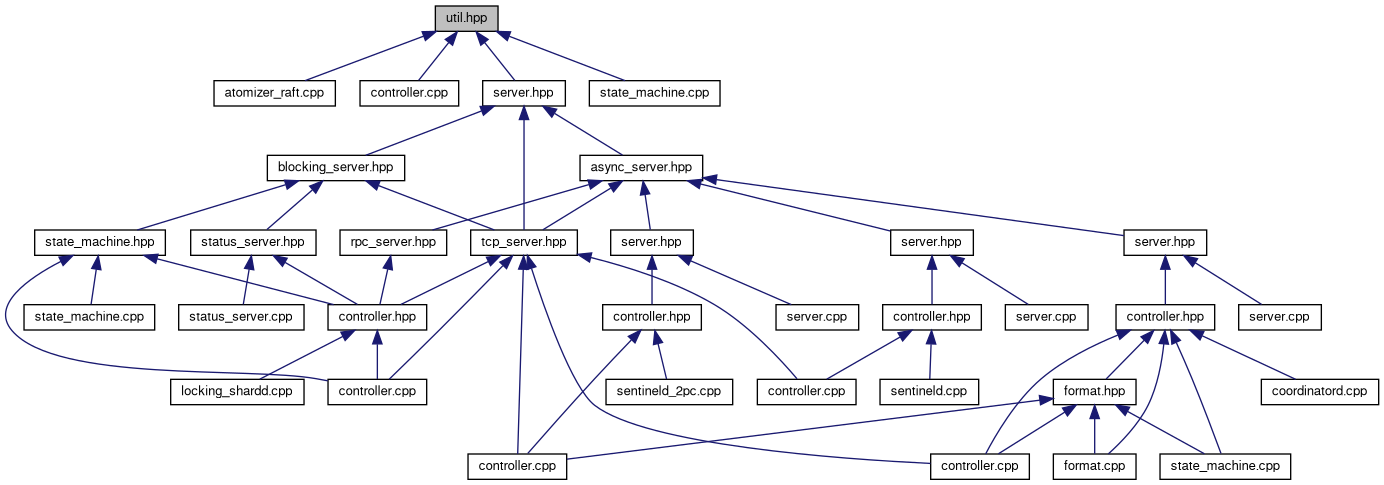 util.hpp
atomizer_raft.cpp
controller.cpp
server.hpp
state_machine.cpp
blocking_server.hpp
async_server.hpp
state_machine.hpp
status_server.hpp
rpc_server.hpp
tcp_server.hpp
server.hpp
server.hpp
server.hpp
state_machine.cpp
status_server.cpp
controller.hpp
controller.hpp
server.cpp
controller.hpp
server.cpp
controller.hpp
server.cpp
locking_shardd.cpp
controller.cpp
sentineld_2pc.cpp
controller.cpp
sentineld.cpp
format.hpp
coordinatord.cpp
controller.cpp
controller.cpp
format.cpp
state_machine.cpp